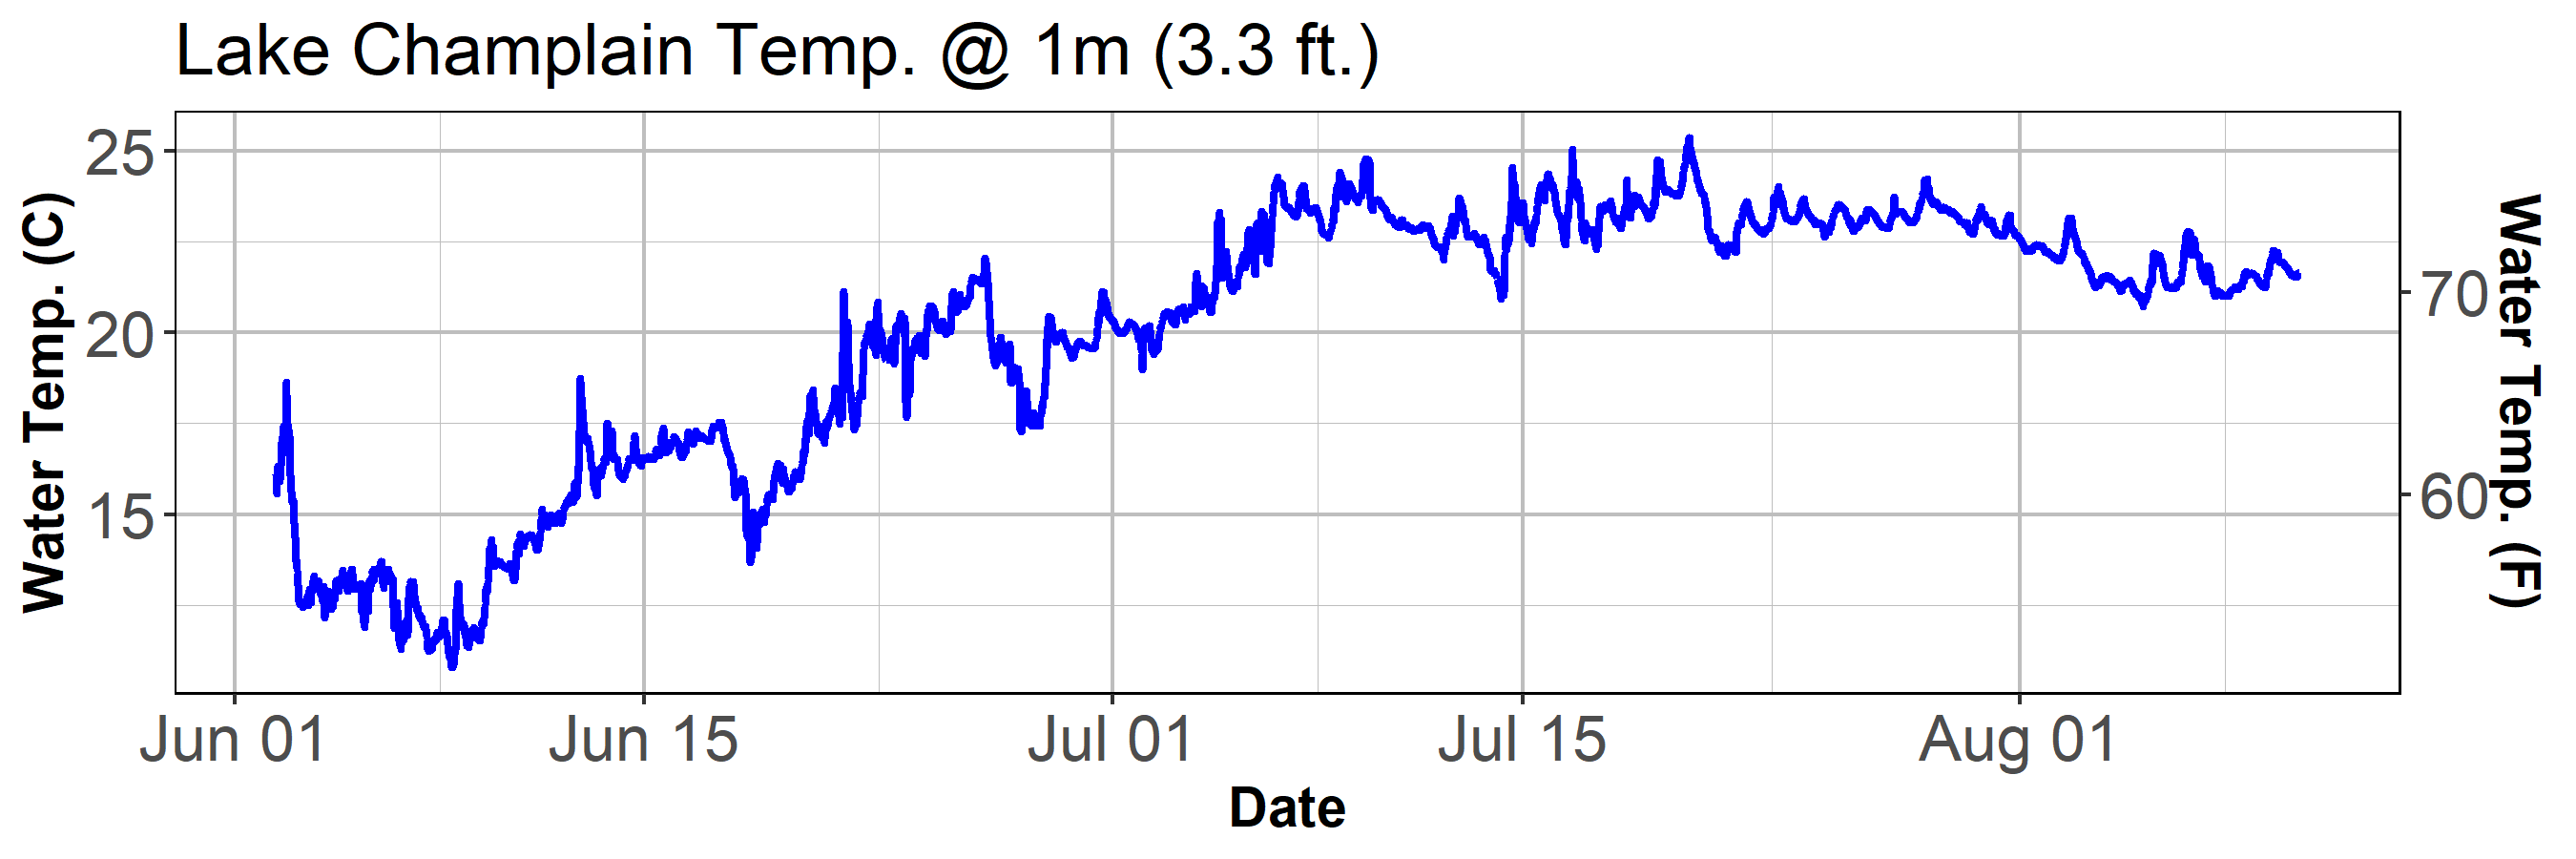 Lake Champlain Temp. @ 1m (3.3 ft.)
Water Temp. (C)
25
20
15
70
60
Water Temp. (F)
Jun 01
Jun 15
Jul 01
Jul 15
Aug 01
Date